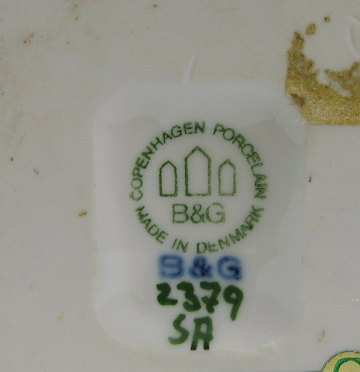 COPENHAGEN PORCELAIN
B&G
MADE IN DENMARK
B&G
2379
SA